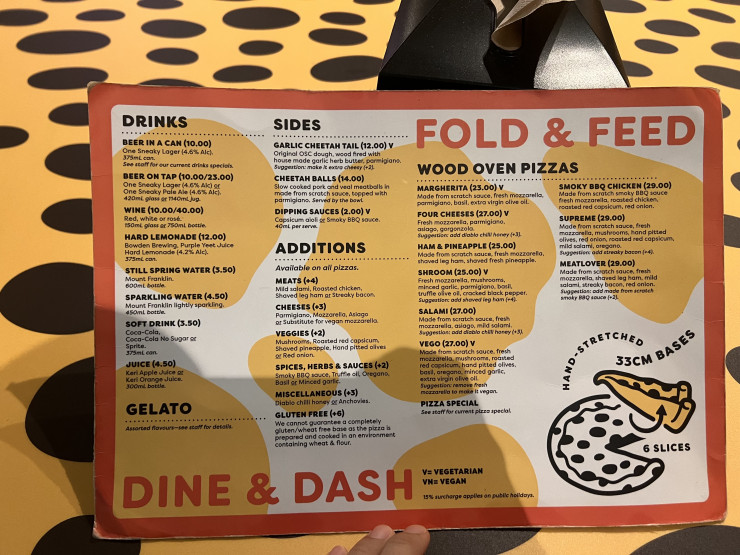 DRINKS
BEER IN A CAN (10.00)
One Sneaky Lager (4.6% Alc).
375mL can.
See staff for our current drinks specials.
BEER ON TAP (10.00/23.00)
One Sneaky Lager (4.6% Alc) or
One Sneaky Pale Ale (4.6% Alc).
420mL glass or 1140mL jug.
WINE (10.00/40.00)
Red, white or rosé.
150mL glass or 750mL bottle.
HARD LEMONADE (12.00)
Bowden Brewing, Purple Yeet Juice
Hard Lemonade (4.2% Alc).
375mL can.
STILL SPRING WATER (3.50)
Mount Franklin.
600mL bottle.
SPARKLING WATER (4.50)
Mount Franklin lightly sparkling.
450mL bottle.
SOFT DRINK (3.50)
Coca-Cola,
Coca-Cola No Sugar or
Sprite.
375mL can.
JUICE (4.50)
Keri Apple Juice or
Keri Orange Juice.
300mL bottle.
GELATO
Assorted flavours—see staff for details.
SIDES
GARLIC CHEETAH TAIL (12.00) V
Original OSC dough, wood fired with
house made garlic herb butter, parmigiano.
Suggestion: make it extra cheesy (+2).
CHEETAH BALLS (14.00)
Slow cooked pork and veal meatballs in
made from scratch sauce, topped with
parmigiano. Served by the bowl.
DIPPING SAUCES (2.00) V
Capsicum aioli or Smoky BBQ sauce.
40mL per serve.
ADDITIONS
Available on all pizzas.
MEATS (+4)
Mild salami, Roasted chicken,
Shaved leg ham or Streaky bacon.
CHEESES (+3)
Parmigiano, Mozzarella, Asiago
or Substitute for vegan mozzarella.
VEGGIES (+2)
Mushrooms, Roasted red capsicum,
Shaved pineapple, Hand pitted olives
or Red onion.
SPICES, HERBS & SAUCES (+2)
Smoky BBQ sauce, Truffle oil, Oregano,
Basil or Minced garlic.
MISCELLANEOUS (+3)
Diablo chilli honey or Anchovies.
GLUTEN FREE (+6)
We cannot guarantee a completely
gluten/wheat free base as the pizza is
prepared and cooked in an environment
containing wheat & flour.
FOLD & FEED
WOOD OVEN PIZZAS
MARGHERITA (23.00) V
Made from scratch sauce, fresh mozzarella,
parmigiano, basil, extra virgin olive oil.
FOUR CHEESES (27.00) V
Fresh mozzarella, parmigiano,
asiago, gorgonzola.
Suggestion: add diablo chilli honey (+3).
HAM & PINEAPPLE (25.00)
Made from scratch sauce, fresh mozzarella,
shaved leg ham, shaved fresh pineapple.
SHROOM (25.00) V
Fresh mozzarella, mushrooms,
minced garlic, parmigiano, basil,
truffle olive oil, cracked black pepper.
Suggestion: add shaved leg ham (+4).
SALAMI (27.00)
Made from scratch sauce, fresh
mozzarella, asiago, mild salami.
Suggestion: add diablo chilli honey (+3).
VEGO (27.00) V
Made from scratch sauce, fresh
mozzarella, mushrooms, roasted
red capsicum, hand pitted olives,
basil, oregano, minced garlic,
extra virgin olive oil.
Suggestion: remove fresh
mozzarella to make it vegan.
PIZZA SPECIAL
See staff for current pizza special.
SMOKY BBQ CHICKEN (29.00)
Made from scratch smoky BBQ sauce
fresh mozzarella, roasted chicken,
roasted red capsicum, red onion.
SUPREME (29.00)
Made from scratch sauce, fresh
mozzarella, mushrooms, hand pitted
olives, red onion, roasted red capsicum,
mild salami, oregano.
Suggestion: add streaky bacon (+4).
MEATLOVER (29.00)
Made from scratch sauce, fresh
mozzarella, shaved leg ham, mild
salami, streaky bacon, red onion.
Suggestion: add made from scratch
smoky BBQ sauce (+2).
HAND-STRETCHED
33CM BASES
6 SLICES
DINE & DASH
V= VEGETARIAN
VN= VEGAN
15% surcharge applies on public holidays.